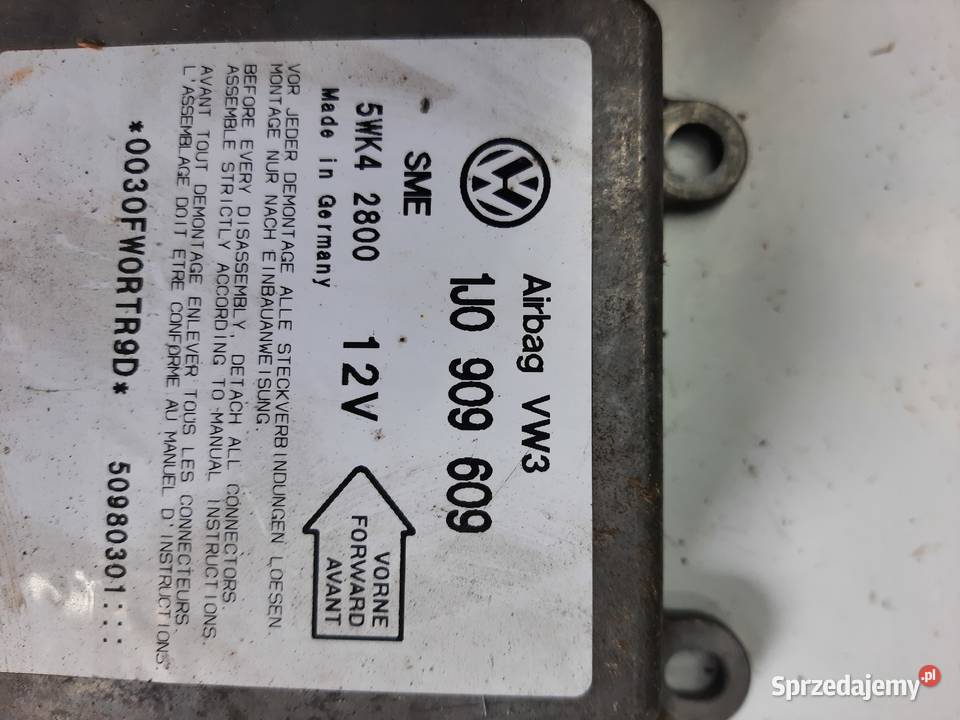 Airbag VW3
1J0 909 609
SME
5WK4 2800 12V
Made in Germany
VORNE
FORWARD
AVANT
VOR JEDER DEMONTAGE ALLE STECKVERBINDUNGEN LOESEN.
MONTAGE NUR NACH EINBAUANWEISUNG.
BEFORE EVERY DISASSEMBLY, DETACH ALL CONNECTORS.
ASSEMBLE STRICTLY ACCORDING TO MANUAL INSTRUCTIONS.
AVANT TOUT DEMONTAGE ENLEVER TOUS LES CONNECTEURS.
L'ASSEMBLAGE DOIT ETRE CONFORME AU MANUEL D'INSTRUCTIONS.
*0030FW0RTR9D* 50980301:::
Sprzedajemy.pl